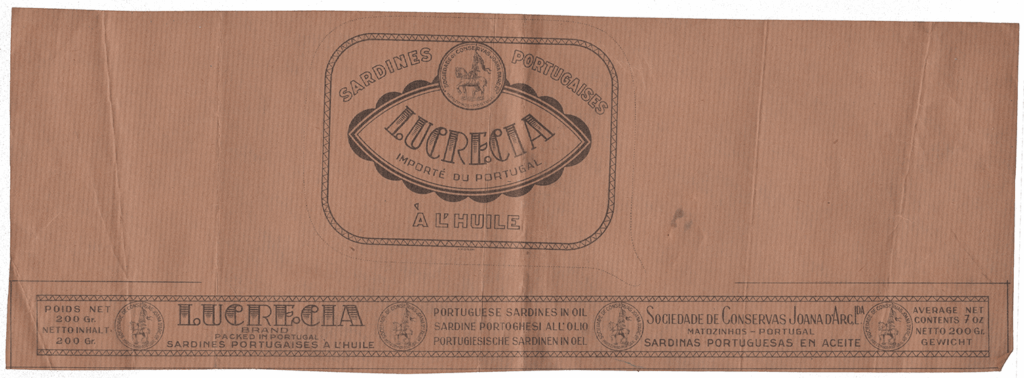 SARDINES PORTUGAISES
LUCRECIA
IMPORTÉ DU PORTUGAL
À L'HUILE
POIDS NET
200 Gr.
NETTOINHALT·
200 Gr.
LUCRECIA
BRAND
PACKED IN PORTUGAL
SARDINES PORTUGAISES A L'HUILE
PORTUGUESE SARDINES IN OIL
SARDINE PORTOGHESI ALL'OLIO
PORTUGIESISCHE SARDINEN IN OEL
SOCIEDADE DE CONSERVAS JOANA D'ARC, LDA
MATOZINHOS - PORTUGAL
SARDINAS PORTUGUESAS EN ACEITE
AVERAGE NET
CONTENTS 7 OZ
NETTO 200 Gr.
GEWICHT